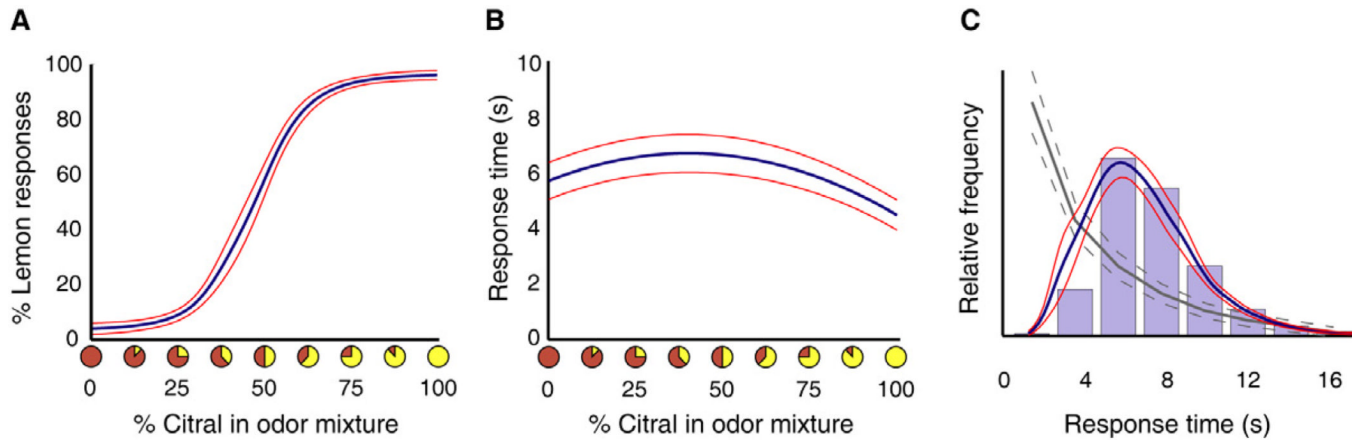 A
% Lemon responses
100
80
60
40
20
0
0 25 50 75 100
% Citral in odor mixture
B
Response time (s)
10
8
6
4
2
0
0 25 50 75 100
% Citral in odor mixture
C
Relative frequency
0 4 8 12 16
Response time (s)